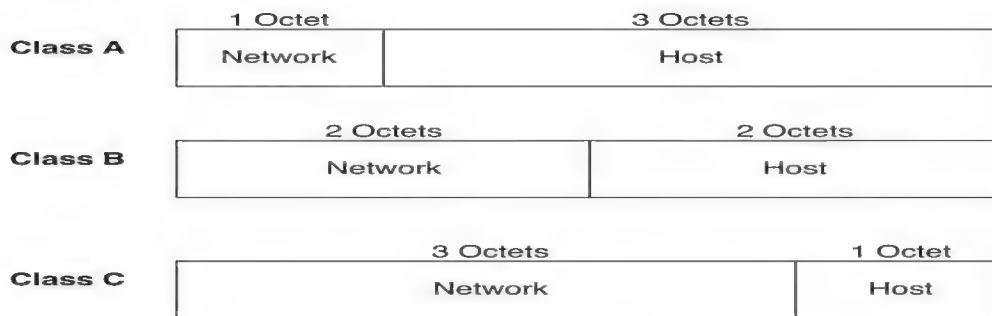 1 Octet 3 Octets
Class A Network Host
2 Octets 2 Octets
Class B Network Host
3 Octets 1 Octet
Class C Network Host